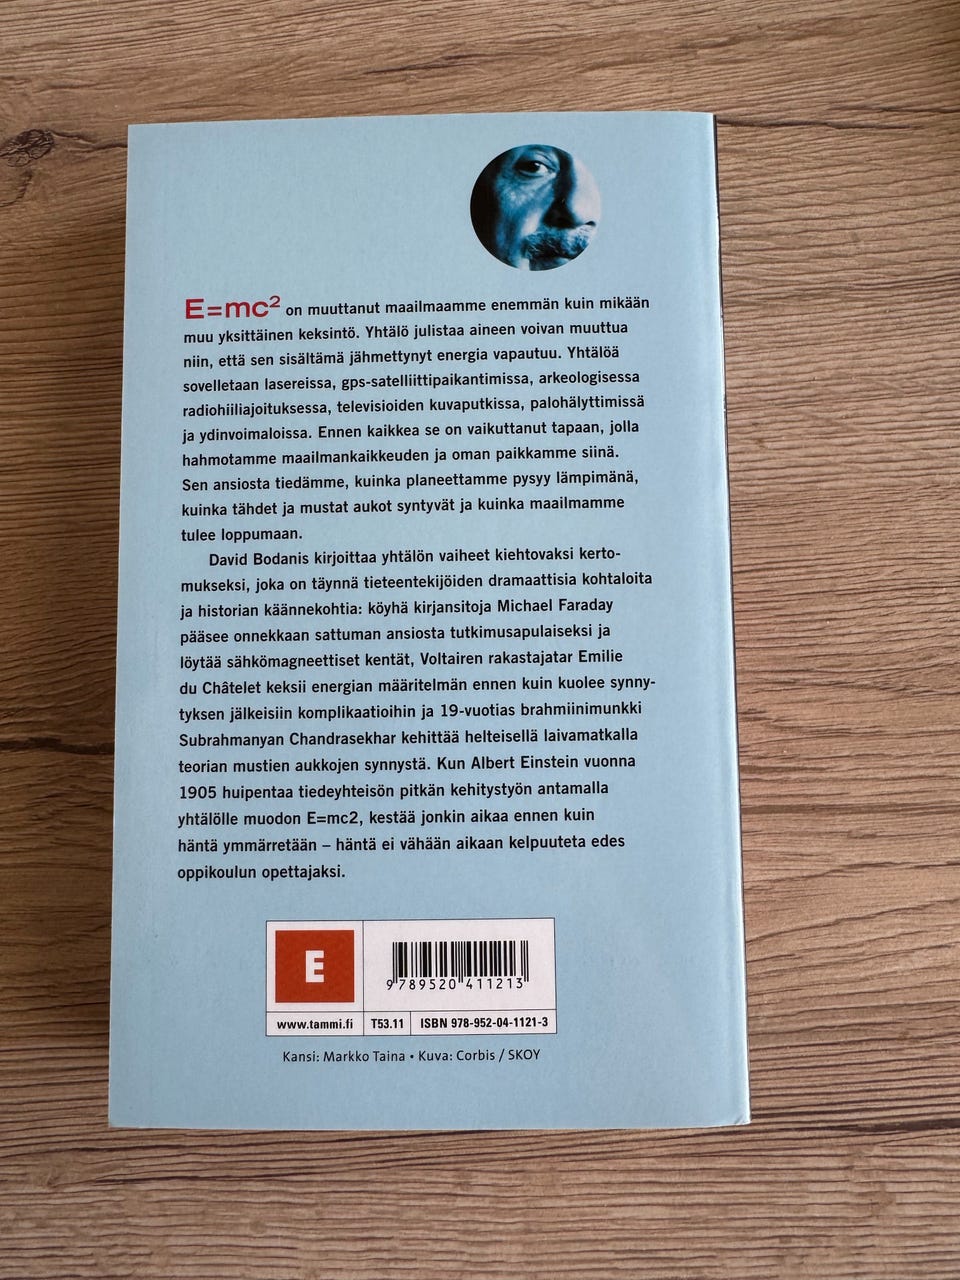 E=mc² on muuttanut maailmaamme enemmän kuin mikään
muu yksittäinen keksintö. Yhtälö julistaa aineen voivan muuttua
niin, että sen sisältämä jähmettynyt energia vapautuu. Yhtälöä
sovelletaan lasereissa, gps-satelliittipaikantimissa, arkeologisessa
radiohiiliajoituksessa, televisioiden kuvaputkissa, palohälyttimissä
ja ydinvoimaloissa. Ennen kaikkea se on vaikuttanut tapaan, jolla
hahmotamme maailmankaikkeuden ja oman paikkamme siinä.
Sen ansiosta tiedämme, kuinka planeettamme pysyy lämpimänä,
kuinka tähdet ja mustat aukot syntyvät ja kuinka maailmamme
tulee loppumaan.
David Bodanis kirjoittaa yhtälön vaiheet kiehtovaksi kerto-
mukseksi, joka on täynnä tieteentekijöiden dramaattisia kohtaloita
ja historian käännekohtia: köyhä kirjansitoja Michael Faraday
pääsee onnekkaan sattuman ansiosta tutkimusapulaiseksi ja
löytää sähkömagneettiset kentät, Voltairen rakastajatar Emilie
du Châtelet keksii energian määritelmän ennen kuin kuolee synny-
tyksen jälkeisiin komplikaatioihin ja 19-vuotias brahmiinimunkki
Subrahmanyan Chandrasekhar kehittää helteisellä laivamatkalla
teorian mustien aukkojen synnystä. Kun Albert Einstein vuonna
1905 huipentaa tiedeyhteisön pitkän kehitystyön antamalla
yhtälölle muodon E=mc2, kestää jonkin aikaa ennen kuin
häntä ymmärretään – häntä ei vähään aikaan kelpuuteta edes
oppikoulun opettajaksi.
E
9 789520 411213
www.tammi.fi T53.11 ISBN 978-952-04-1121-3
Kansi: Markko Taina • Kuva: Corbis / SKOY